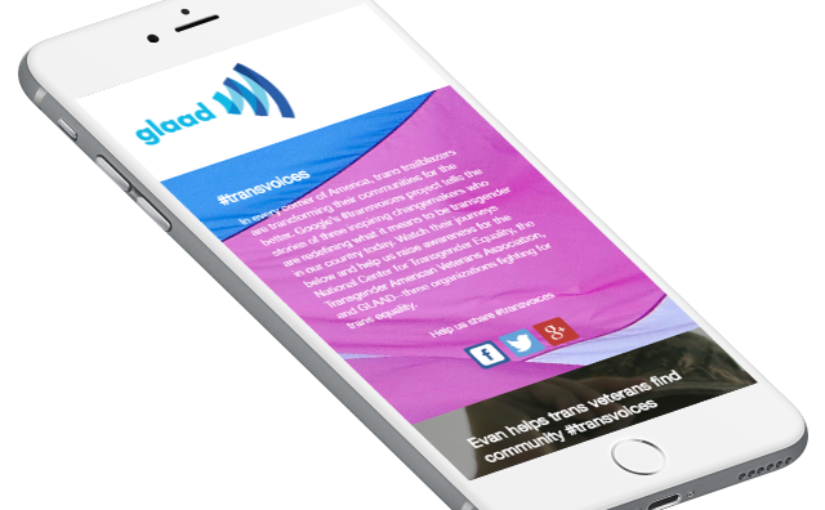 glaad
#transvoices
In every corner of America, trans trailblazers
are transforming their communities for the
better. Google's #transvoices project tells the
stories of three inspiring changemakers who
are redefining what it means to be transgender
in our country today. Watch their journeys
below and help us raise awareness for the
National Center for Transgender Equality, the
Transgender American Veterans Association,
and GLAAD--three organizations fighting for
trans equality.
Help us share #transvoices
f
g+
Evan helps trans veterans find
community #transvoices